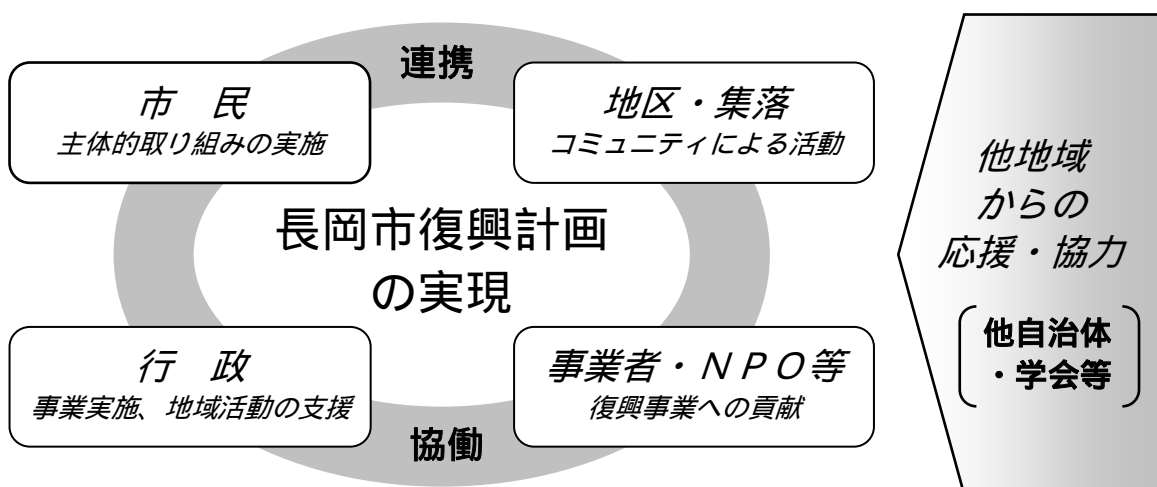 連携
市　民
主体的取り組みの実施
地区・集落
コミュニティによる活動
長岡市復興計画
の実現
行　政
事業実施、地域活動の支援
事業者・ＮＰＯ等
復興事業への貢献
協働
他地域
からの
応援・協力
他自治体
・学会等